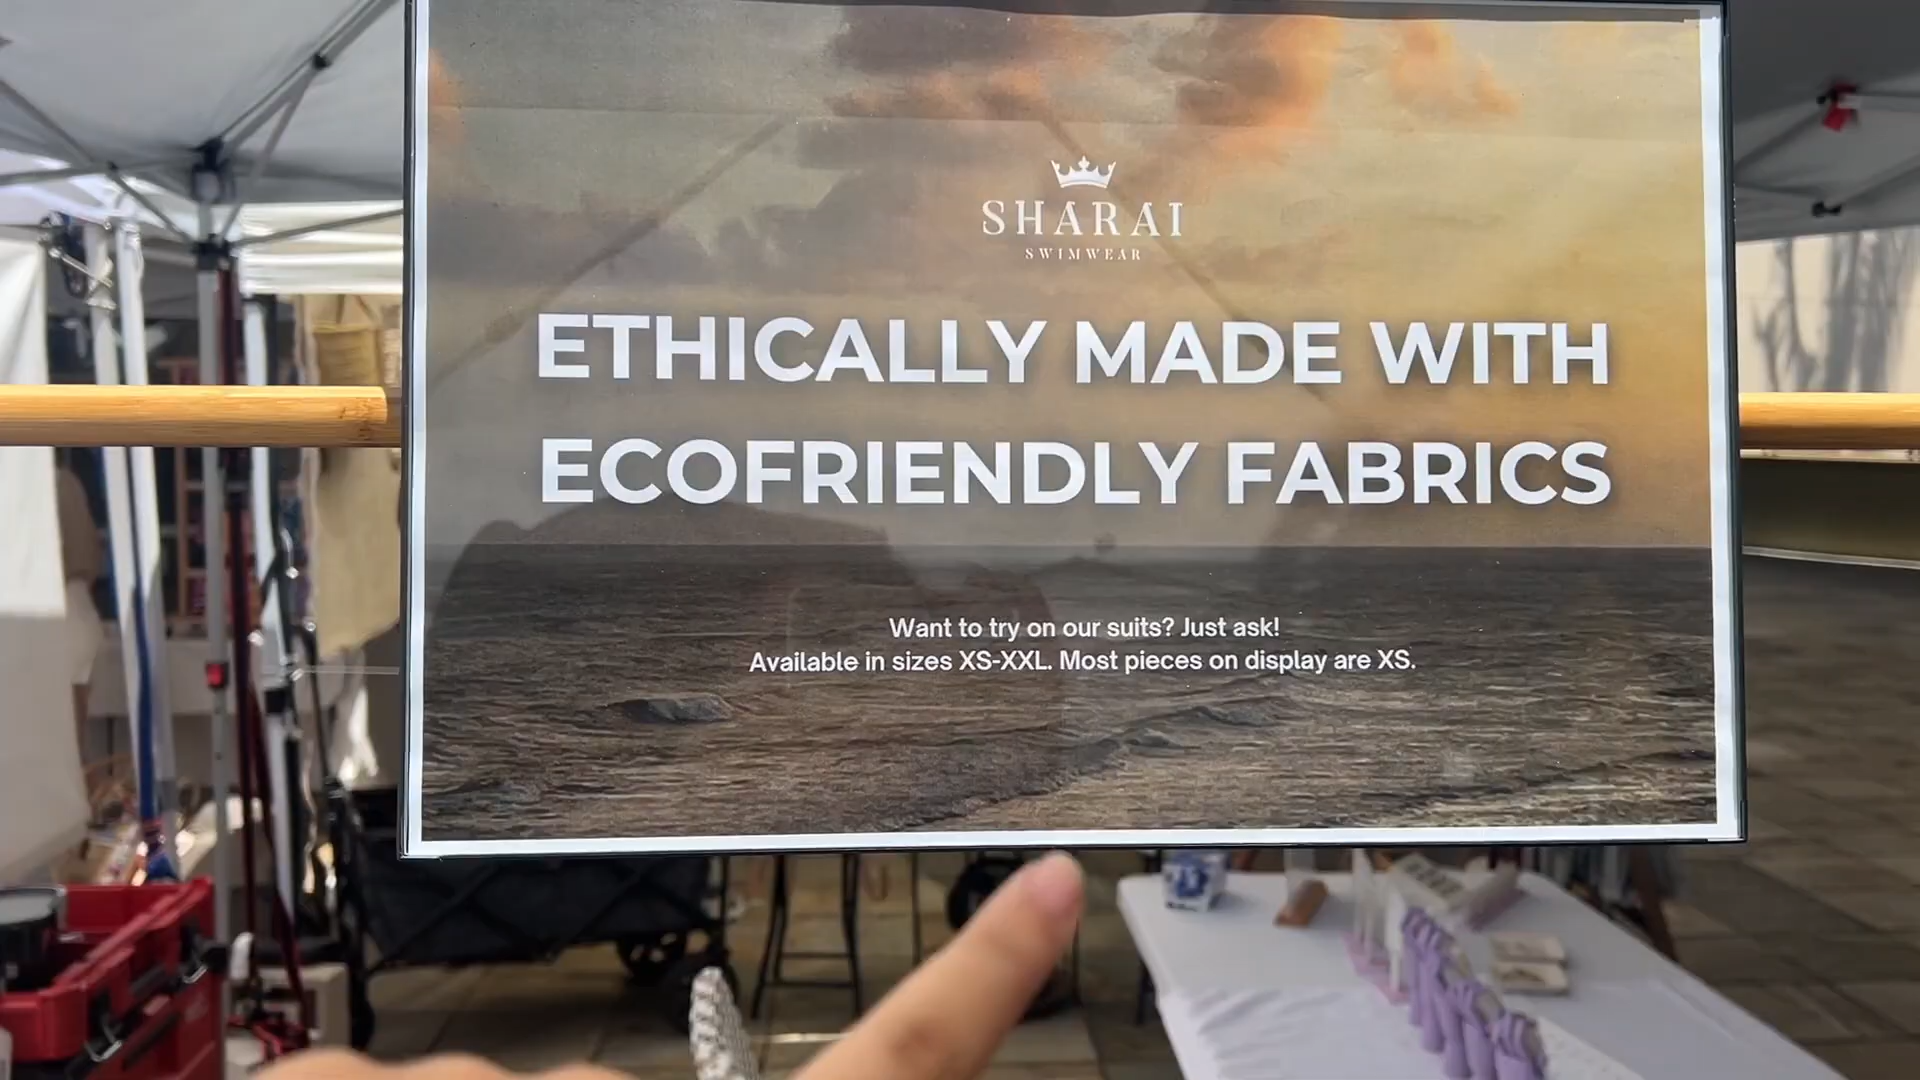 SHARAI
SWIMWEAR
ETHICALLY MADE WITH
ECOFRIENDLY FABRICS
Want to try on our suits? Just ask!
Available in sizes XS-XXL. Most pieces on display are XS.